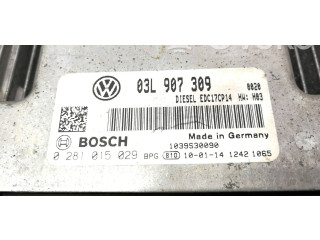 03L 907 309 0020
DIESEL EDC17CP14 HW: H03
Made in Germany
BOSCH
1039S30090
0 281 015 029 BPG 810 10-01-14 1242 1065